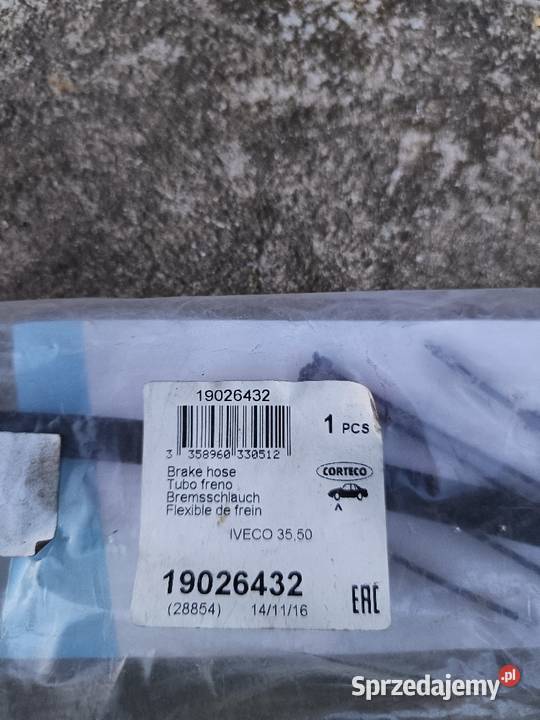 19026432
1 PCS
3 358960 330512
Brake hose
Tubo freno
Bremsschlauch
Flexible de frein
CORTECO
IVECO 35,50
19026432
(28854) 14/11/16
EAC
Sprzedajemy.pl